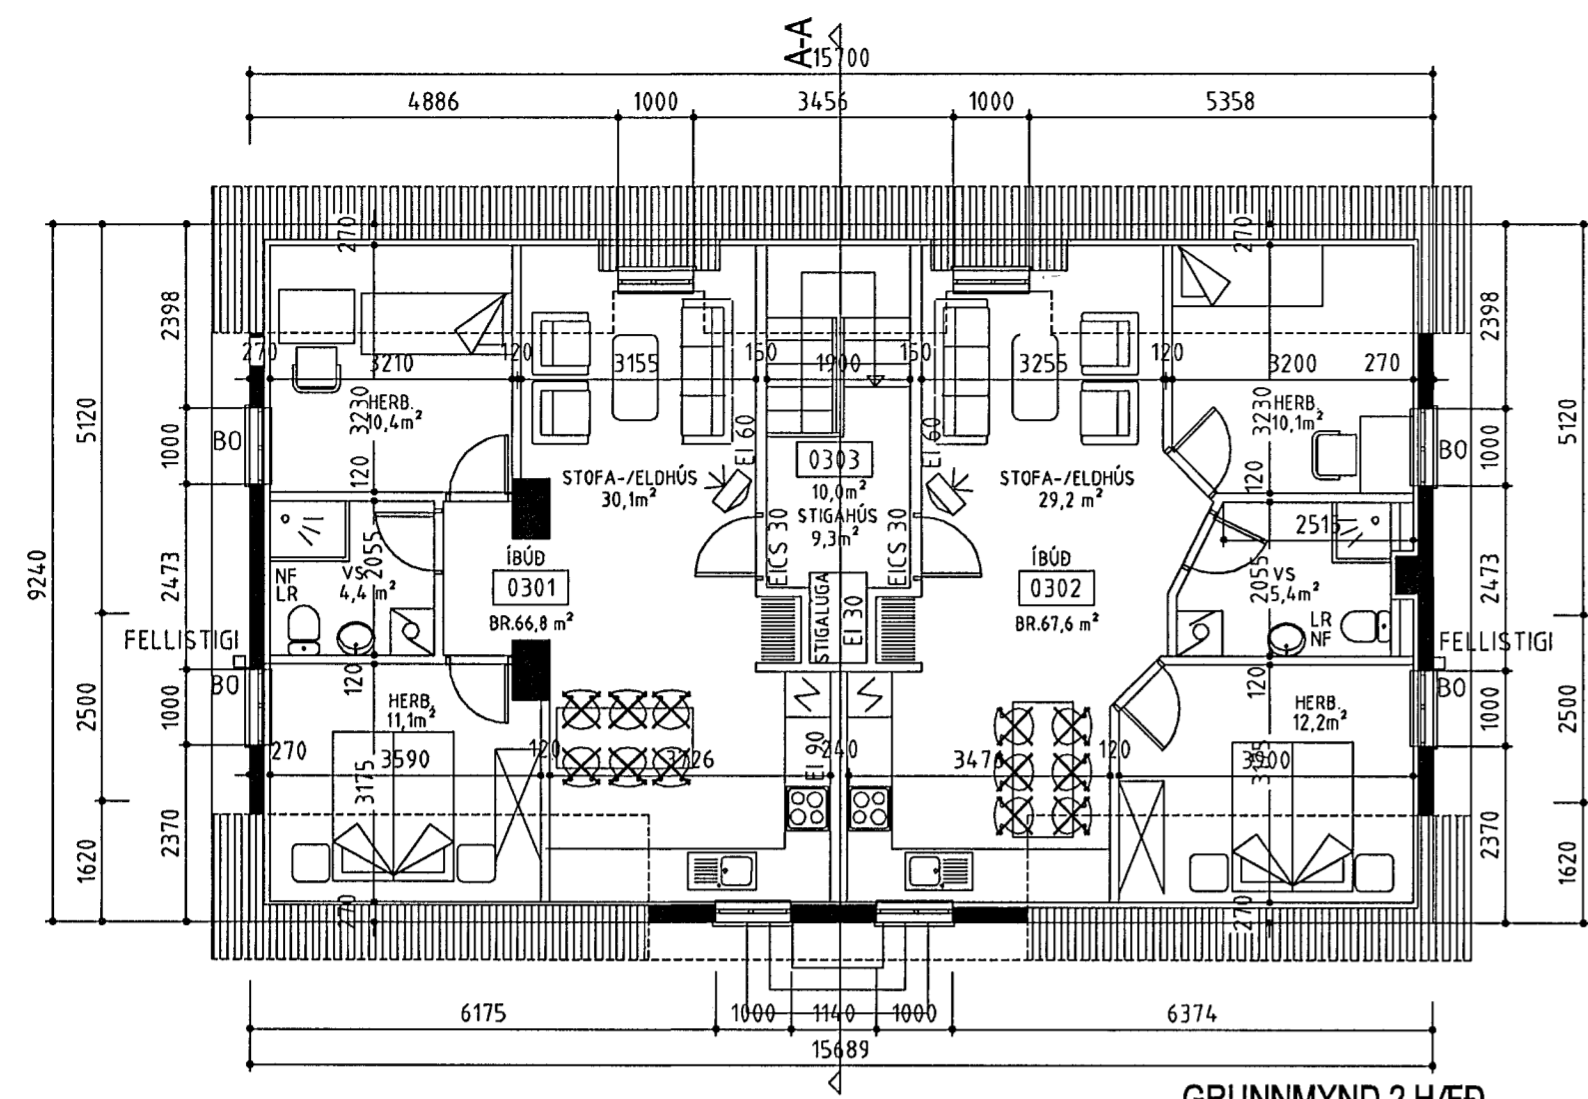 A-A
15700
4886 1000 3456 1000 5358
270 270
2398 2398
270 3210 120 3155 150 1900 150 3255 120 3200 270
5120 5120
HERB. 3230 HERB. 3230
10,4m² 10,1m²
1000 BO EI 60 0303 EI 60 BO 1000
120 120
STOFA-/ELDHÚS STOFA-/ELDHÚS
30,1m² 29,2 m²
10,0m²
STIGAHÚS
9,3m²
2515
EICS 30 EICS 30
9240
2473 2473
ÍBÚÐ ÍBÚÐ
0301 0302
BR.66,8 m² BR.67,6 m²
NF VS 2055 VS 2055
LR 4,4 m² 5,4m²
LR
NF
STIGALUGA EI 30
FELLISTIGI FELLISTIGI
120 120
BO BO
1000 1000
2500 2500
HERB. HERB.
11,1m² 12,2m²
270 3590 120 3726 EI 90 240 3475 120 3900
3175
2370 2370
1620 1620
270 270
6175 1000 1140 1000 6374
15689
GRUNNMYND 2.HÆÐ